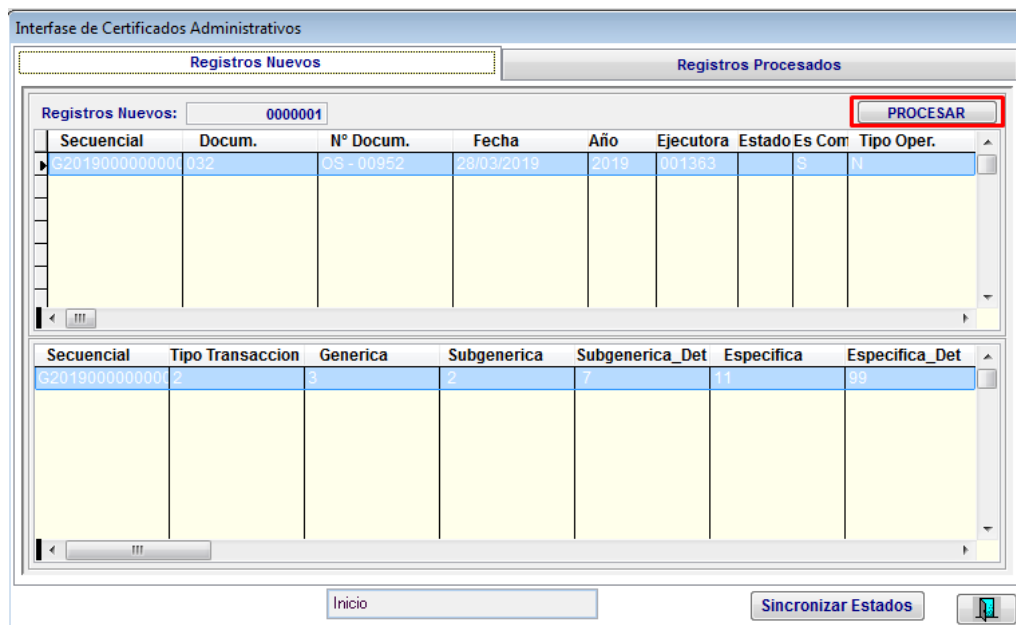 Interfase de Certificados Administrativos
Registros Nuevos Registros Procesados
Registros Nuevos: 0000001 PROCESAR
Secuencial Docum. Nº Docum. Fecha Año Ejecutora Estado Es Com Tipo Oper.
G2019000000000 032 OS - 00952 28/03/2019 2019 001363 S N
Secuencial Tipo Transaccion Generica Subgenerica Subgenerica_Det Especifica Especifica_Det
G2019000000000 2 3 2 7 11 99
Inicio Sincronizar Estados